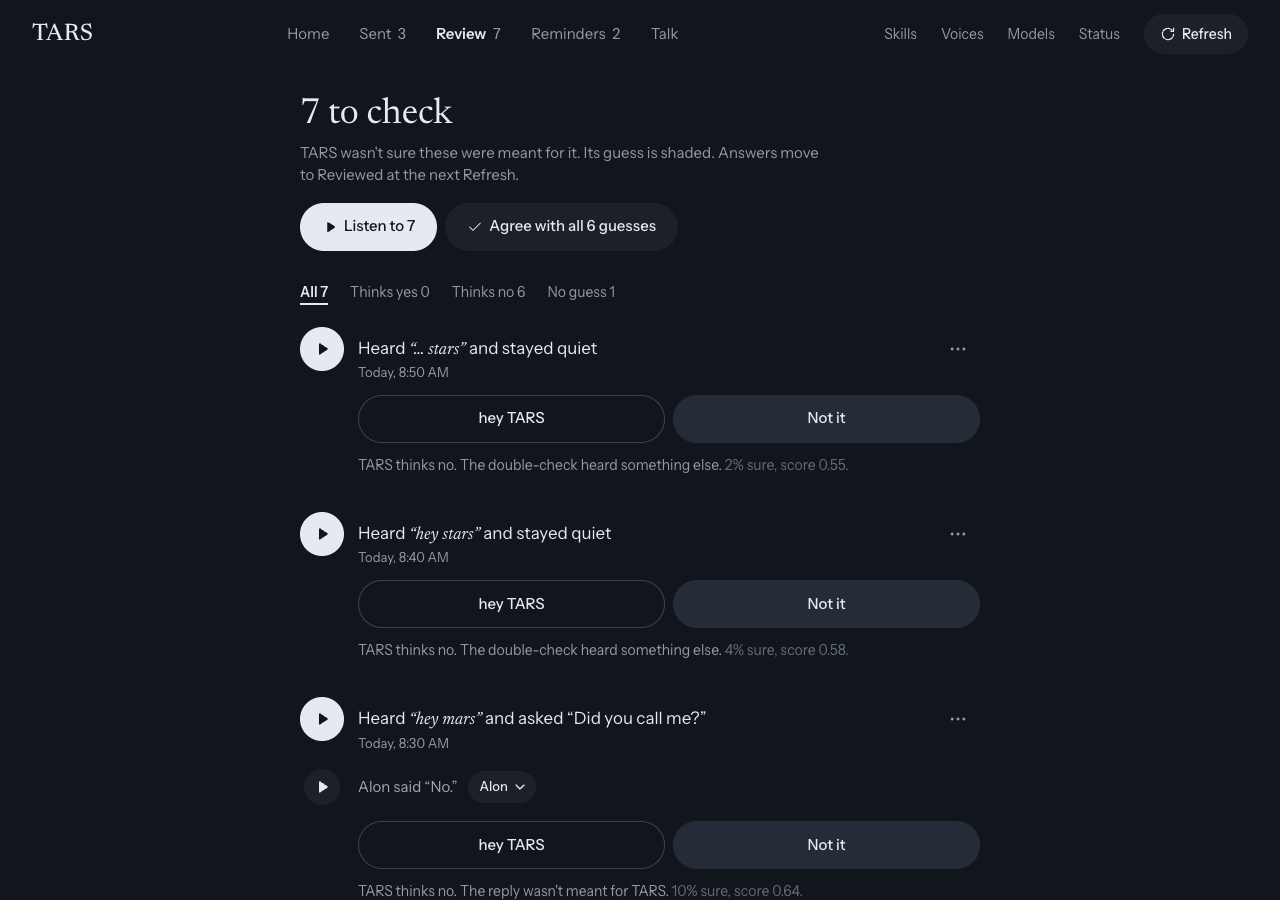 TARS
Home
Sent 3
Review 7
Reminders 2
Talk
Skills
Voices
Models
Status
Refresh
7 to check
TARS wasn't sure these were meant for it. Its guess is shaded. Answers move
to Reviewed at the next Refresh.
Listen to 7
Agree with all 6 guesses
All 7
Thinks yes 0
Thinks no 6
No guess 1
Heard “… stars” and stayed quiet
Today, 8:50 AM
hey TARS
Not it
TARS thinks no. The double-check heard something else. 2% sure, score 0.55.
Heard “hey stars” and stayed quiet
Today, 8:40 AM
hey TARS
Not it
TARS thinks no. The double-check heard something else. 4% sure, score 0.58.
Heard “hey mars” and asked “Did you call me?”
Today, 8:30 AM
Alon said “No.”
Alon
hey TARS
Not it
TARS thinks no. The reply wasn't meant for TARS. 10% sure, score 0.64.